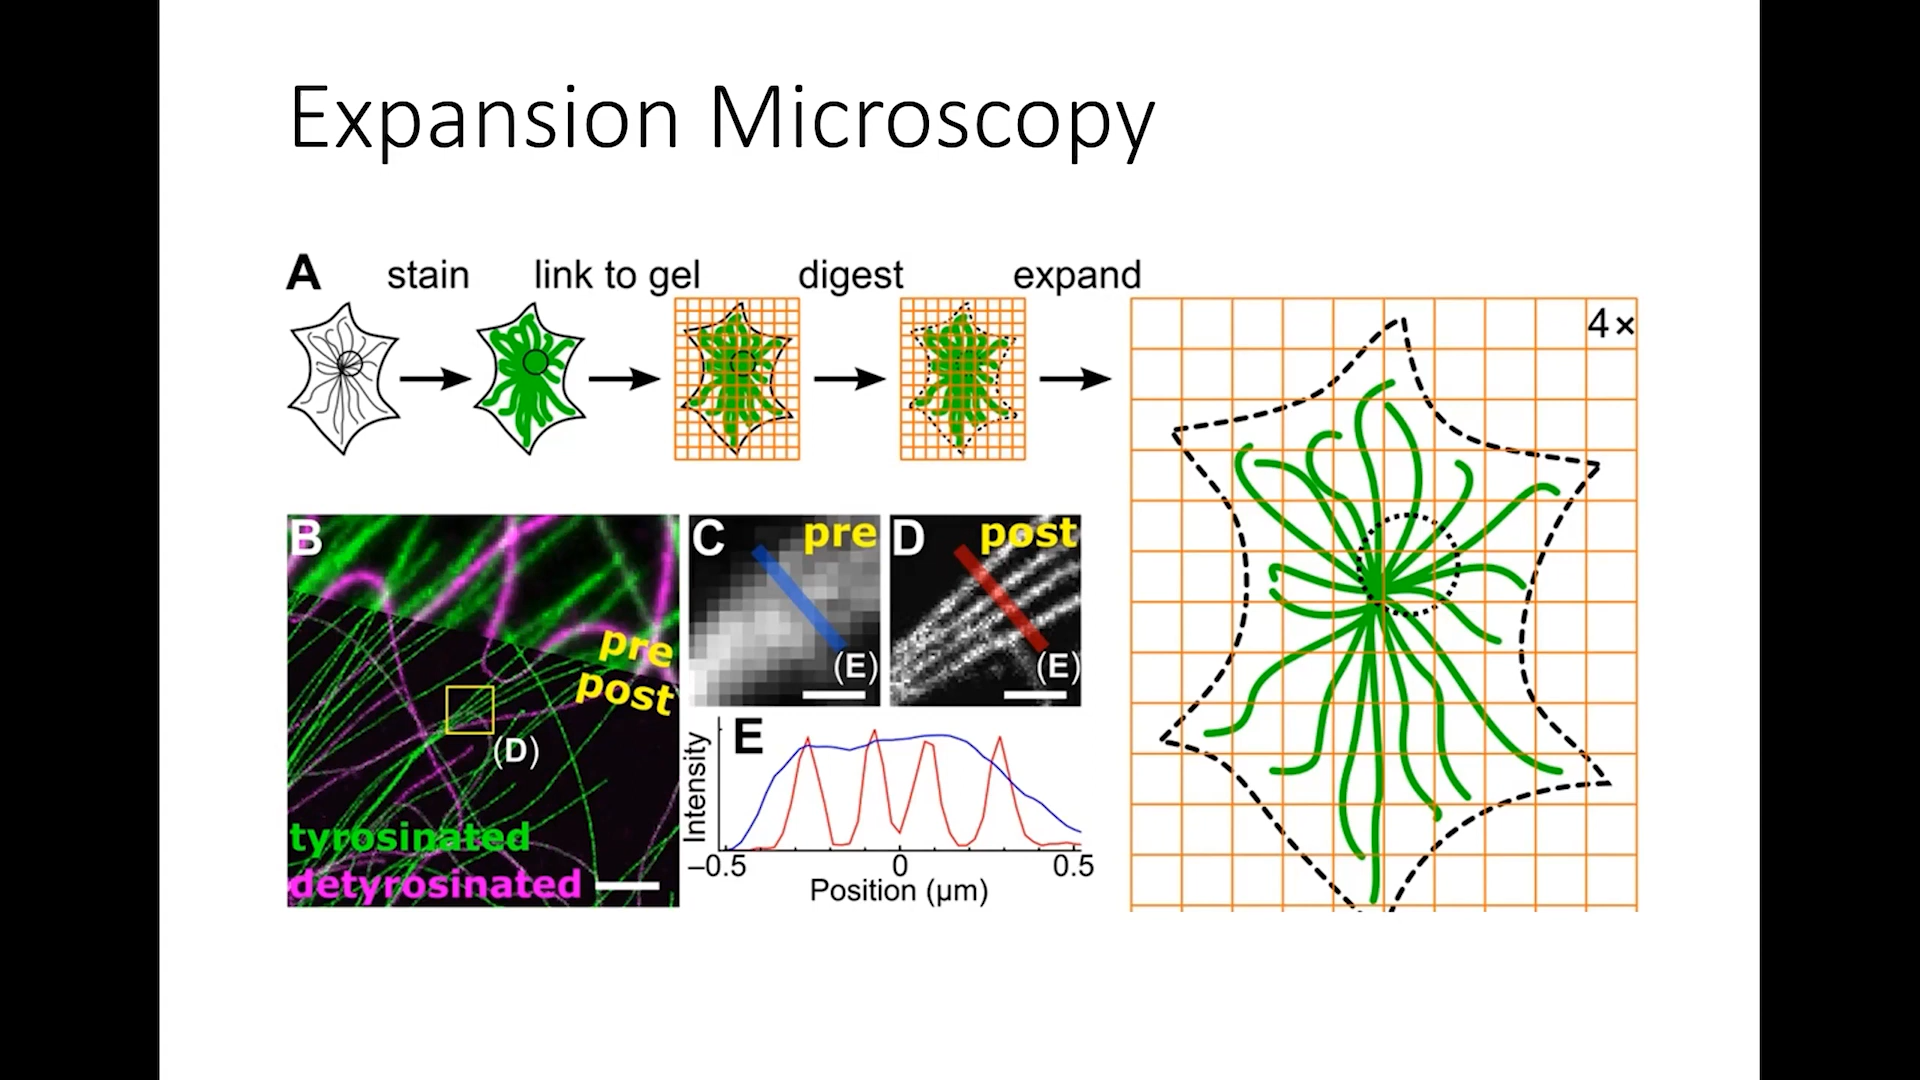 Expansion Microscopy
A stain link to gel digest expand
4×
B
pre
post
(D)
tyrosinated
detyrosinated
C pre
(E)
D post
(E)
E
Intensity
–0.5 0 0.5
Position (µm)